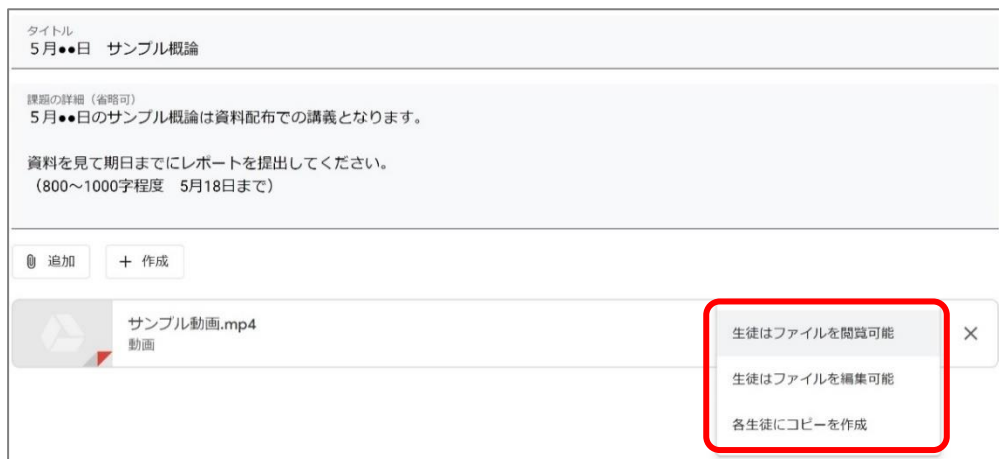 タイトル
5月●●日　サンプル概論
課題の詳細（省略可）
5月●●日のサンプル概論は資料配布での講義となります。
資料を見て期日までにレポートを提出してください。
（800～1000字程度　5月18日まで）
追加
＋ 作成
サンプル動画.mp4
動画
生徒はファイルを閲覧可能
生徒はファイルを編集可能
各生徒にコピーを作成